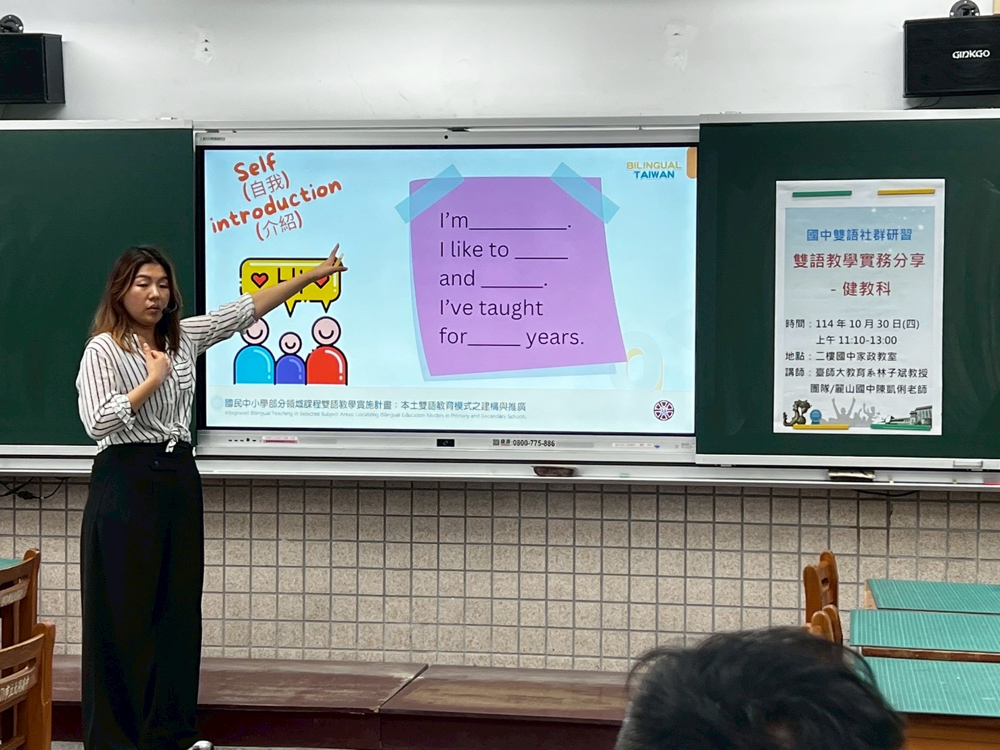 GINKGO
Self
(自我)
introduction
(介紹)
LI
BILINGUAL
TAIWAN
I'm_________.
I like to _____
and ______.
I've taught
for_____ years.
國民中小學部分領域課程雙語教學實施計畫：本土雙語教育模式之建構與推廣
Integrated Bilingual Teaching in Selected Subject Areas: Localizing Bilingual Education Models in Primary and Secondary Schools
0800-775-886
國中雙語社群研習
雙語教學實務分享
- 健教科
時間：114 年 10 月 30 日(四)
上午 11:10-13:00
地點：二樓國中家政教室
講師：臺師大教育系林子斌教授
團隊/麗山國中陳凱俐老師